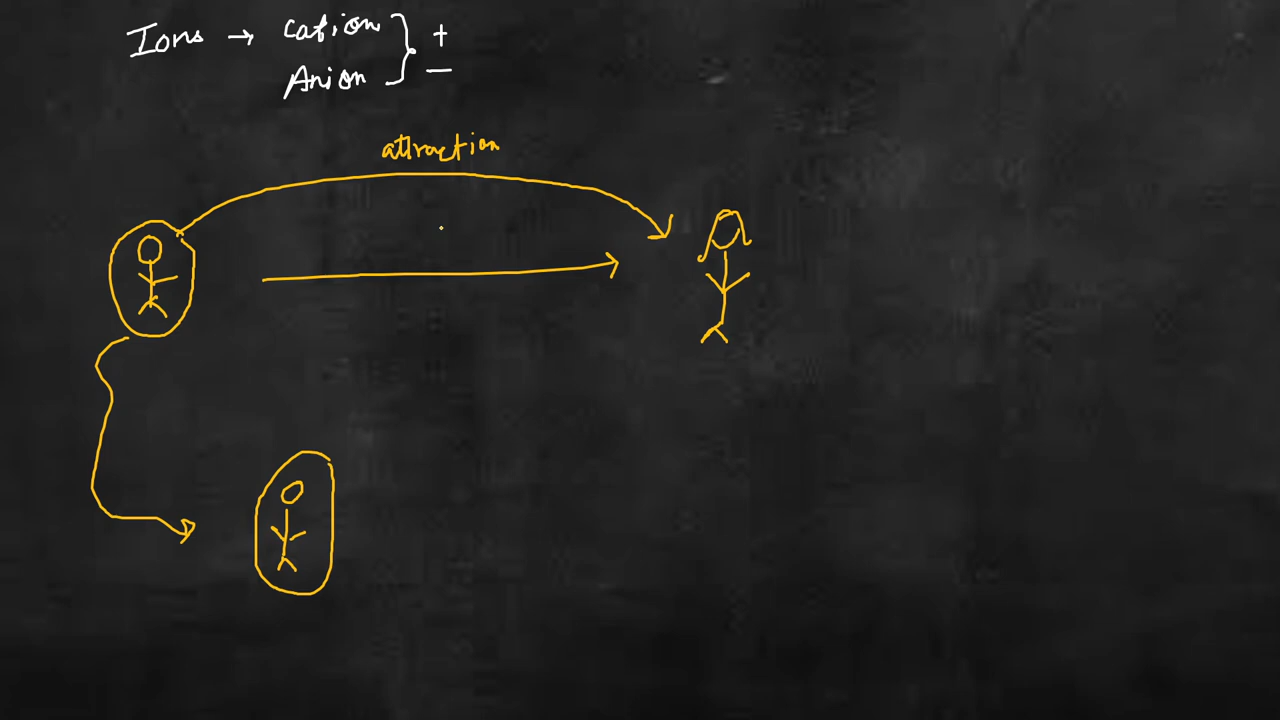 Ions → cation } +
Anion } −
attraction